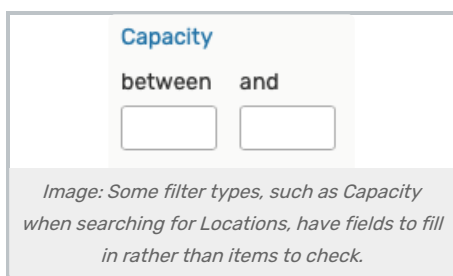 Capacity
between and
Image: Some filter types, such as Capacity
when searching for Locations, have fields to fill
in rather than items to check.